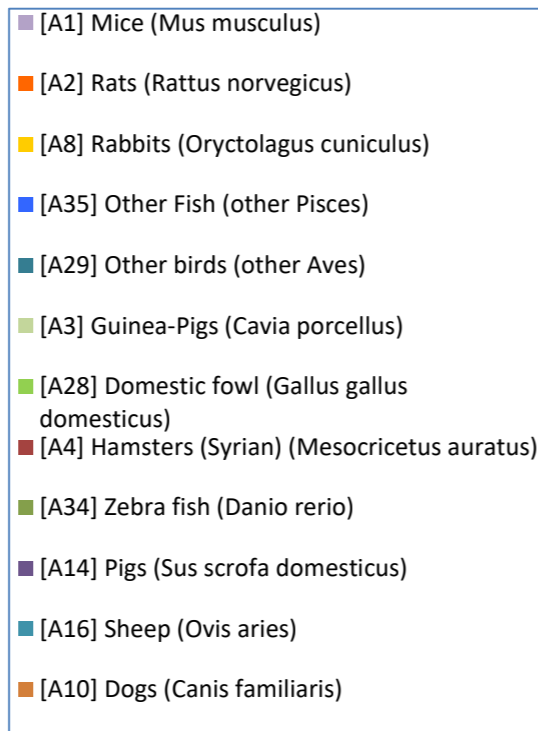 [A1] Mice (Mus musculus)
[A2] Rats (Rattus norvegicus)
[A8] Rabbits (Oryctolagus cuniculus)
[A35] Other Fish (other Pisces)
[A29] Other birds (other Aves)
[A3] Guinea-Pigs (Cavia porcellus)
[A28] Domestic fowl (Gallus gallus
domesticus)
[A4] Hamsters (Syrian) (Mesocricetus auratus)
[A34] Zebra fish (Danio rerio)
[A14] Pigs (Sus scrofa domesticus)
[A16] Sheep (Ovis aries)
[A10] Dogs (Canis familiaris)